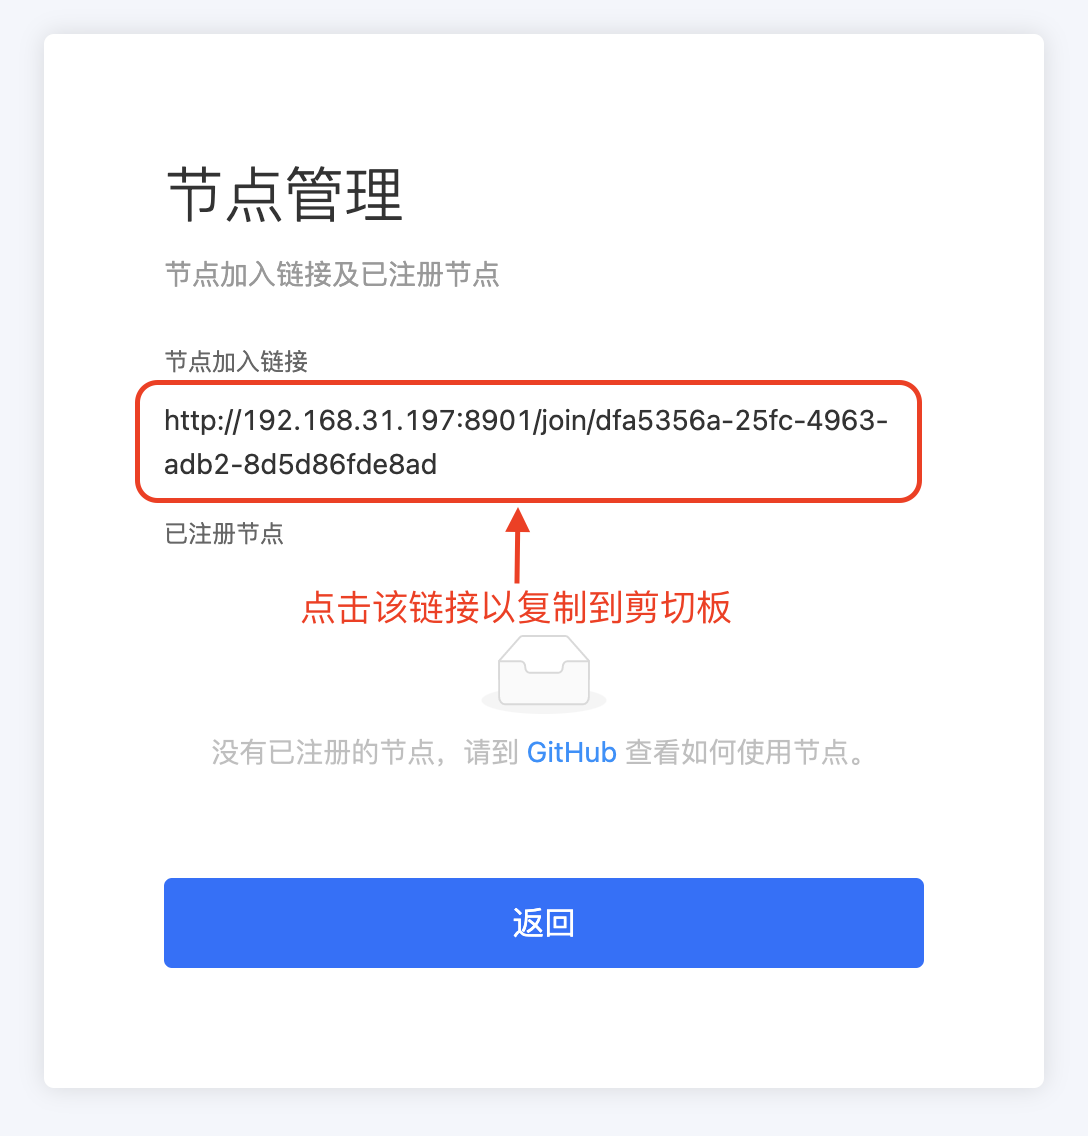 节点管理
节点加入链接及已注册节点
节点加入链接
http://192.168.31.197:8901/join/dfa5356a-25fc-4963-
adb2-8d5d86fde8ad
已注册节点
点击该链接以复制到剪切板
没有已注册的节点，请到 GitHub 查看如何使用节点。
返回